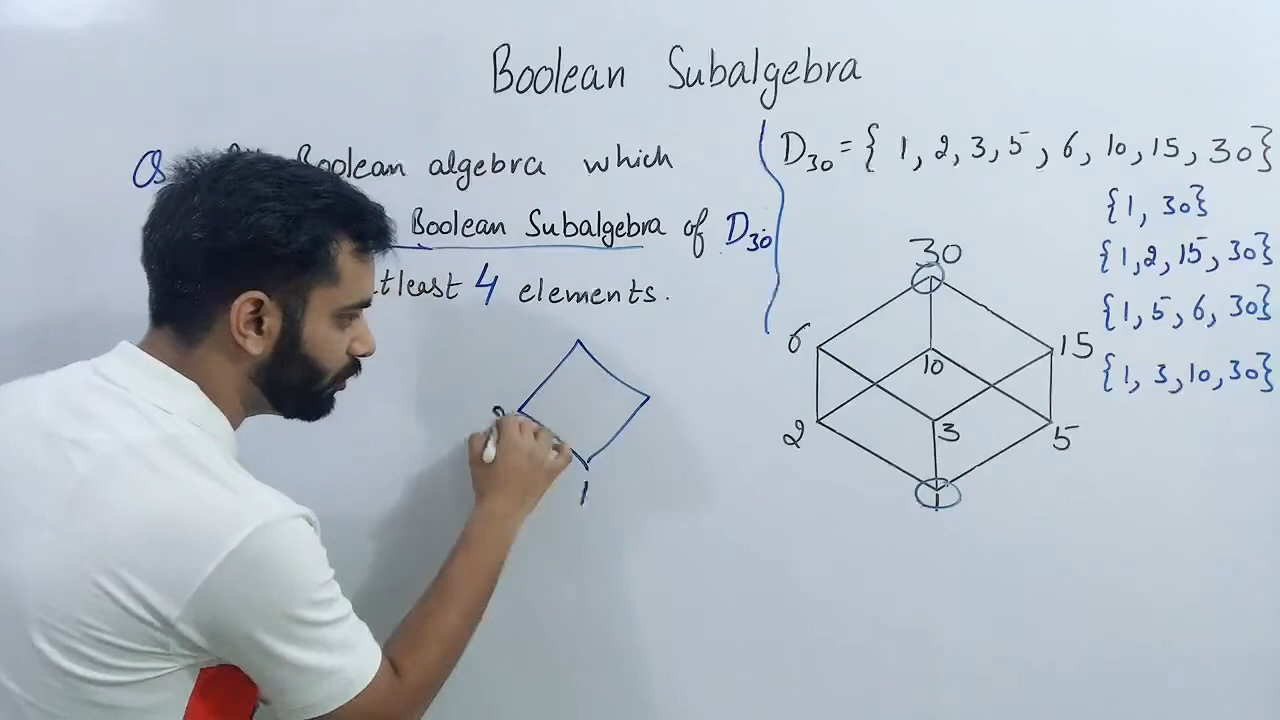 Boolean Subalgebra
Boolean algebra which
Boolean Subalgebra of D₃₀
atleast 4 elements.
D₃₀ = { 1, 2, 3, 5, 6, 10, 15, 30}
{1, 30}
{1, 2, 15, 30}
{1, 5, 6, 30}
{1, 3, 10, 30}
30
6
15
10
2
3
5
1
1